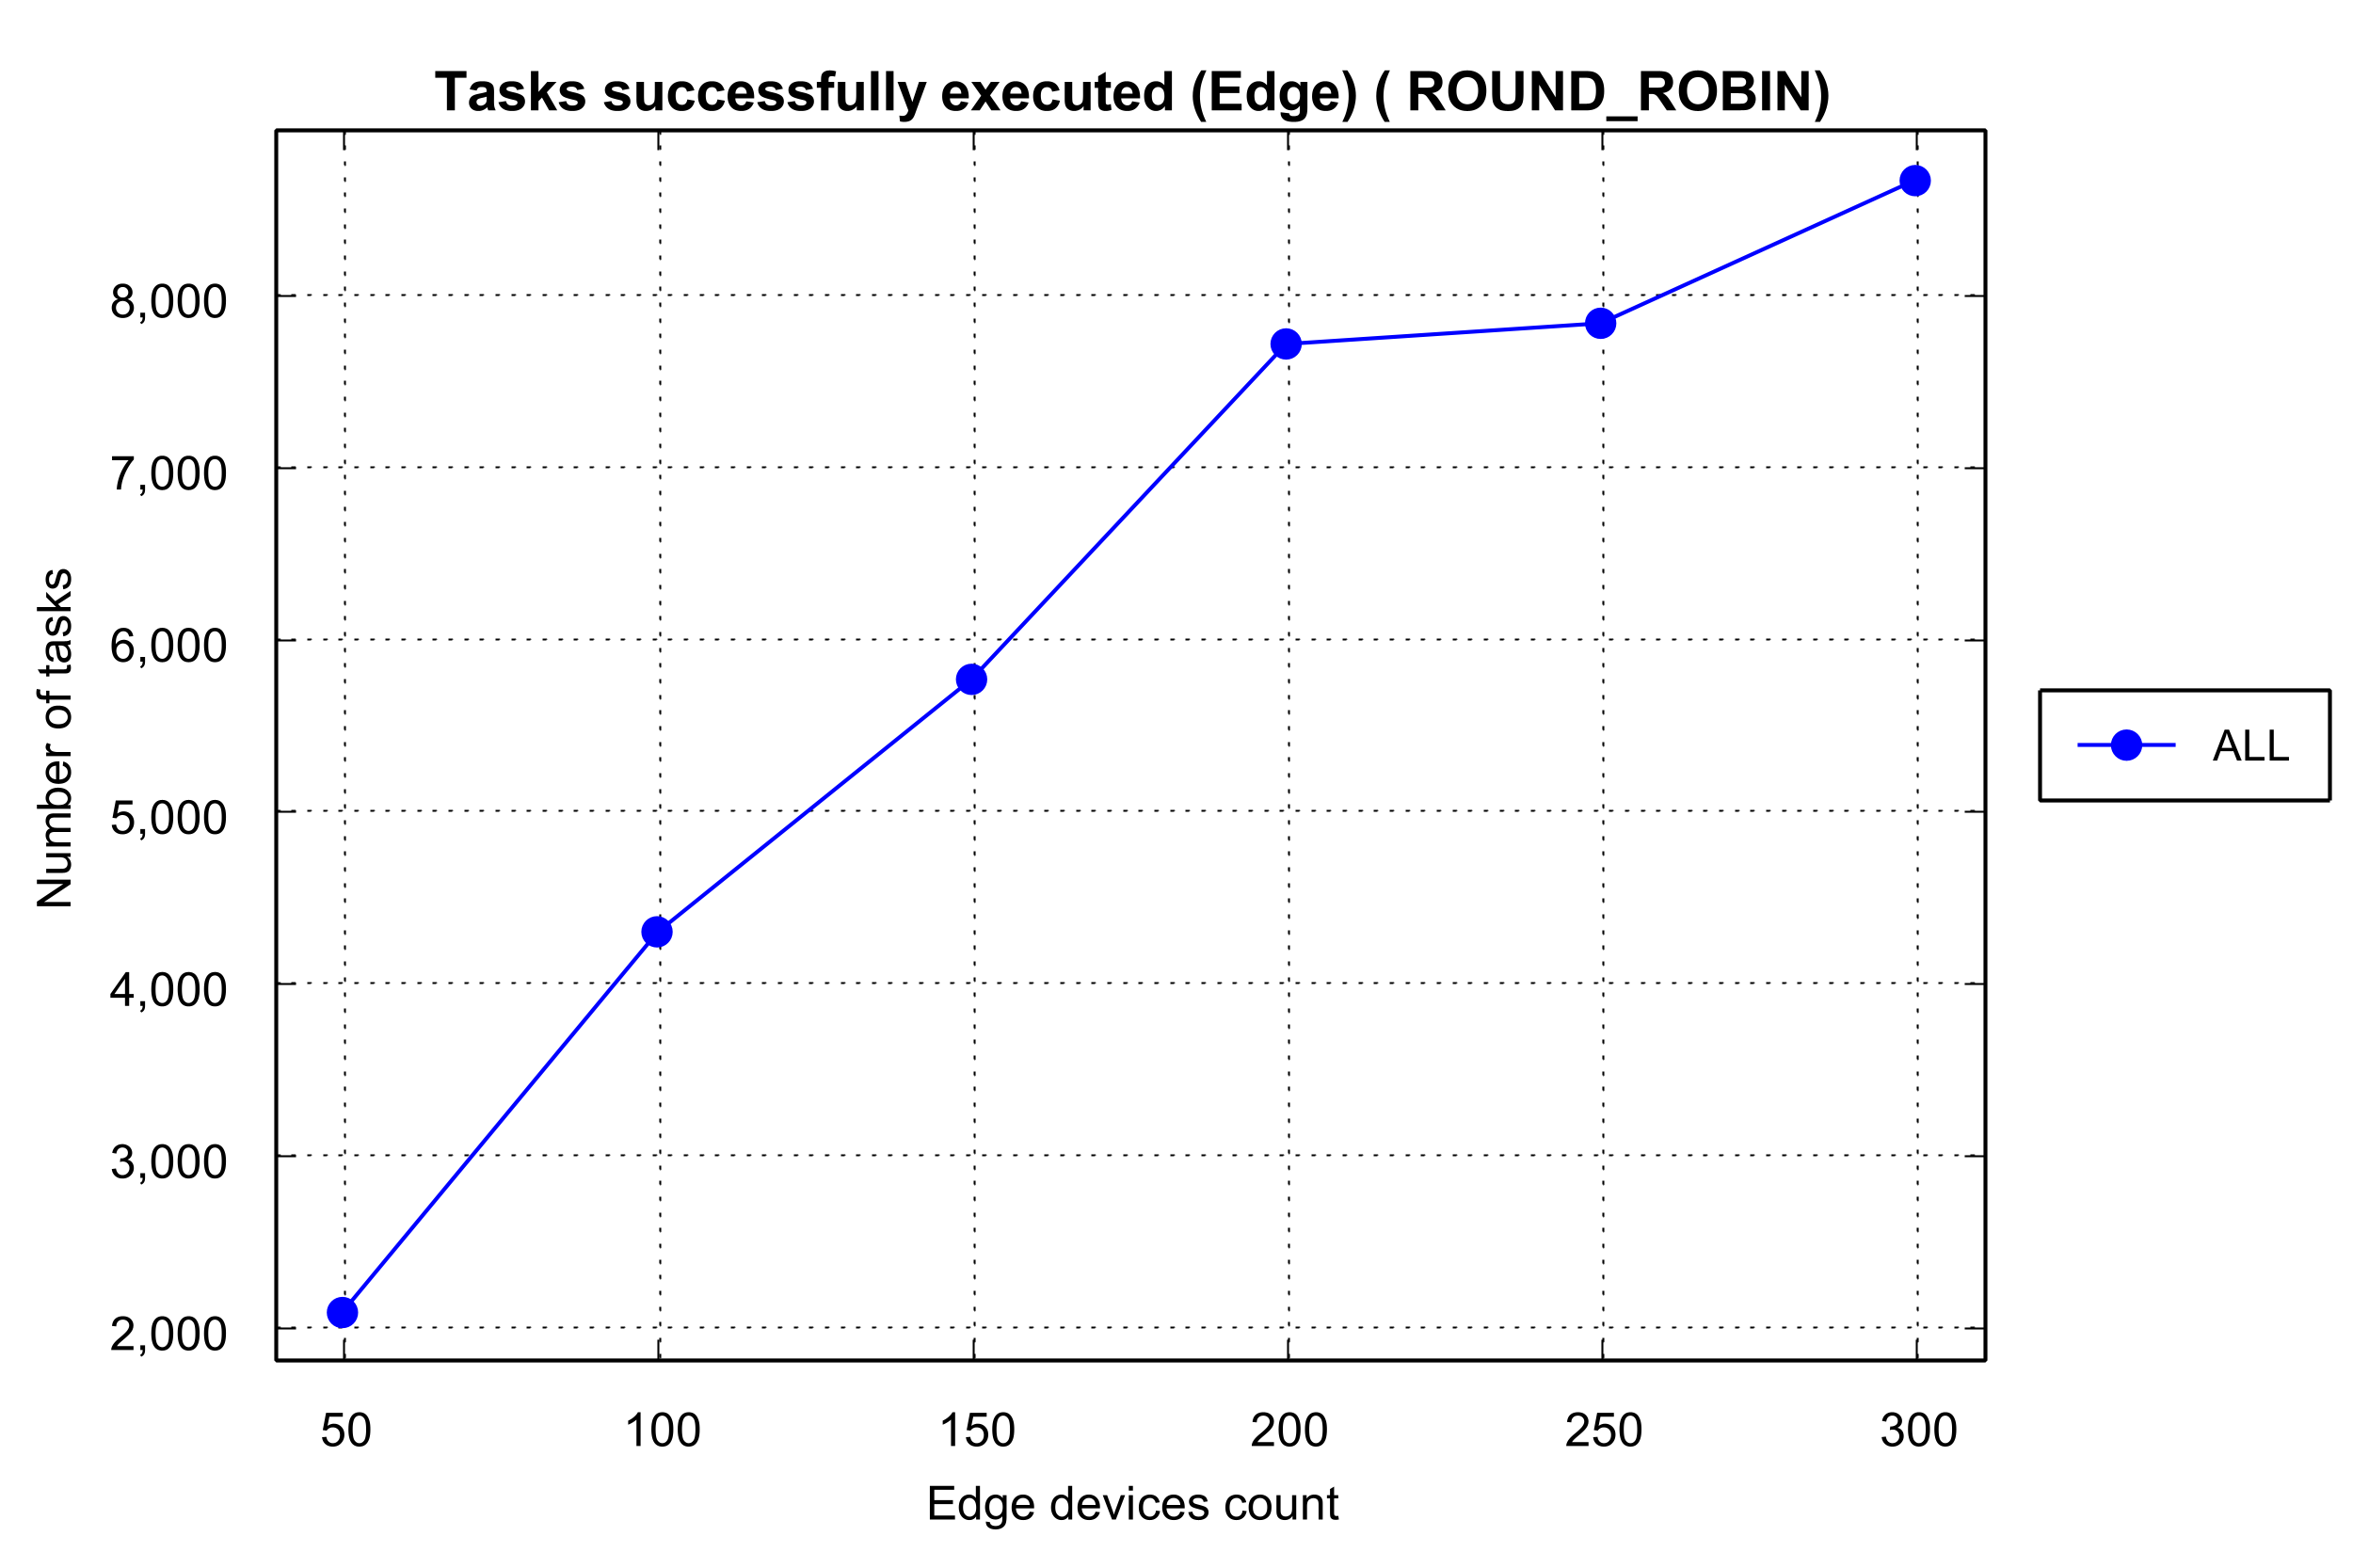 Tasks successfully executed (Edge) ( ROUND_ROBIN)
8,000
7,000
6,000
5,000
4,000
3,000
2,000
Number of tasks
50 100 150 200 250 300
Edge devices count
ALL